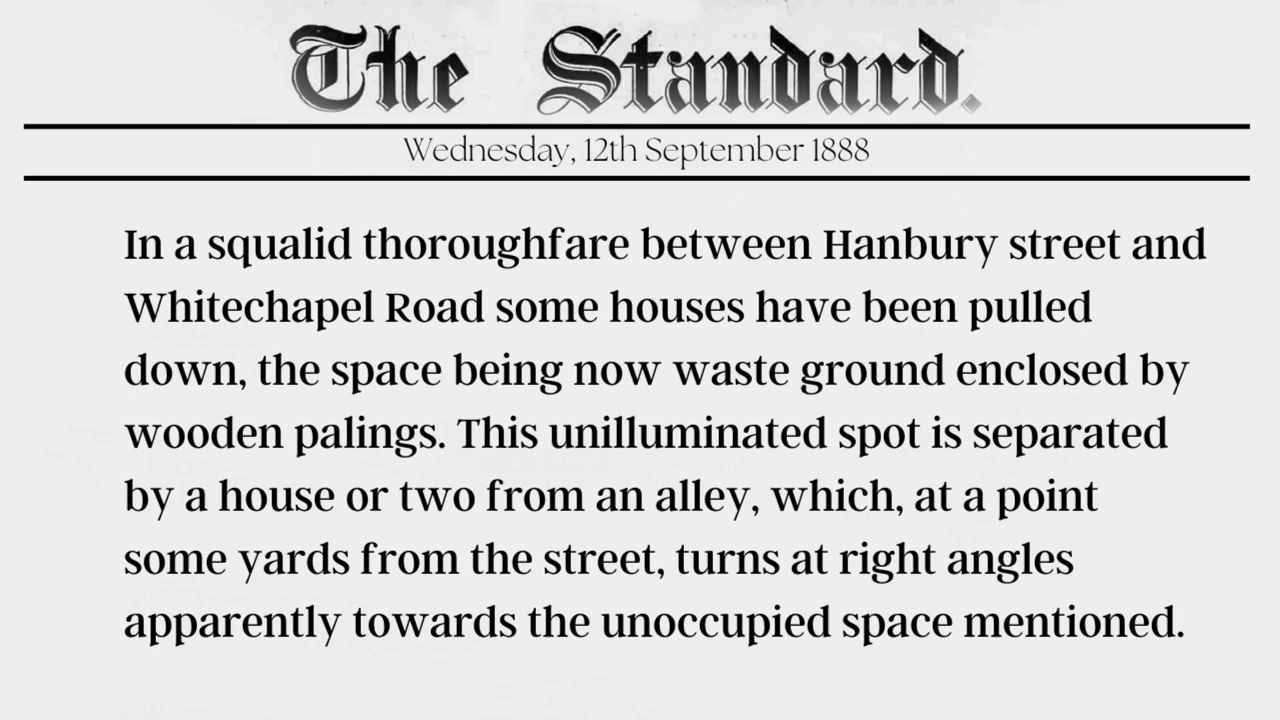 The Standard.
Wednesday, 12th September 1888
In a squalid thoroughfare between Hanbury street and
Whitechapel Road some houses have been pulled
down, the space being now waste ground enclosed by
wooden palings. This unilluminated spot is separated
by a house or two from an alley, which, at a point
some yards from the street, turns at right angles
apparently towards the unoccupied space mentioned.